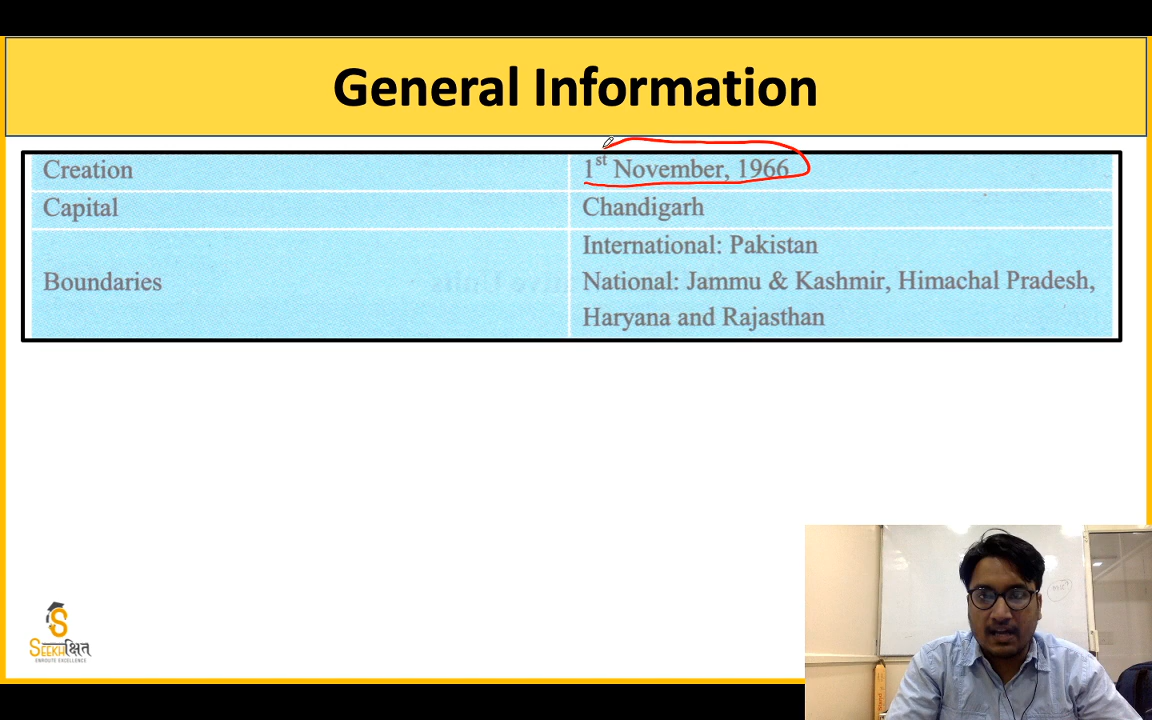 General Information
Creation 1st November, 1966
Capital Chandigarh
Boundaries International: Pakistan
National: Jammu & Kashmir, Himachal Pradesh,
Haryana and Rajasthan
SEEKHक्षित
ENROUTE EXCELLENCE